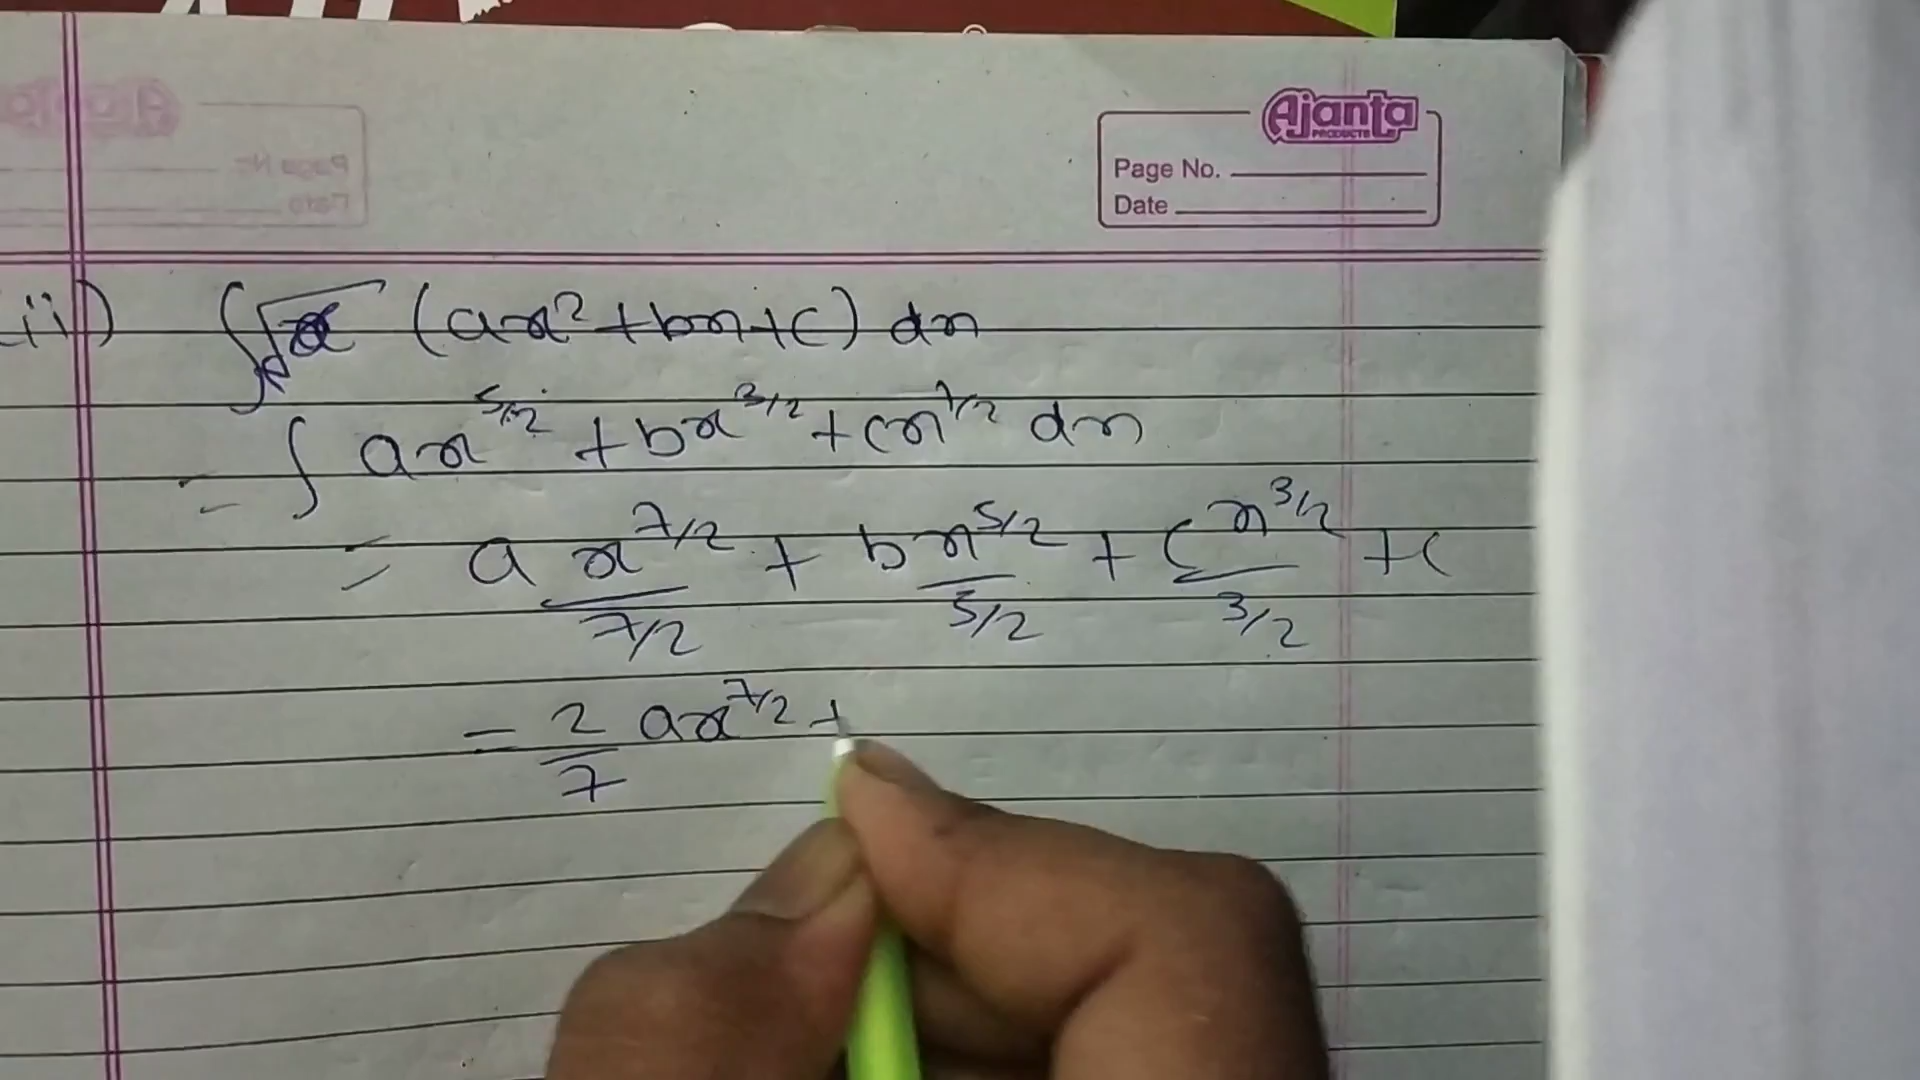 Ajanta
PRODUCTS
Page No.
Date
ii) ∫√x (ax² + bx + c) dx
= ∫ ax^5/2 + bx^3/2 + cx^1/2 dx
= a x^7/2 / 7/2 + b x^5/2 / 5/2 + c x^3/2 / 3/2 + c
= 2/7 ax^7/2 +